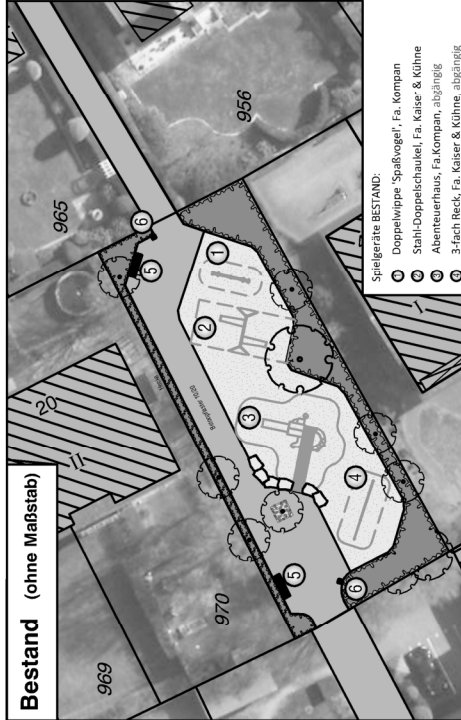 Bestand (ohne Maßstab)
969
970
II
20
965
956
I
5
6
1
2
3
4
5
6
Spielgeräte BESTAND:
1 Doppelwippe 'Spaßvogel', Fa. Kompan
2 Stahl-Doppelschaukel, Fa. Kaiser & Kühne
3 Abenteuerhaus, Fa.Kompan, abgängig
4 3-fach Reck, Fa. Kaiser & Kühne, abgängig